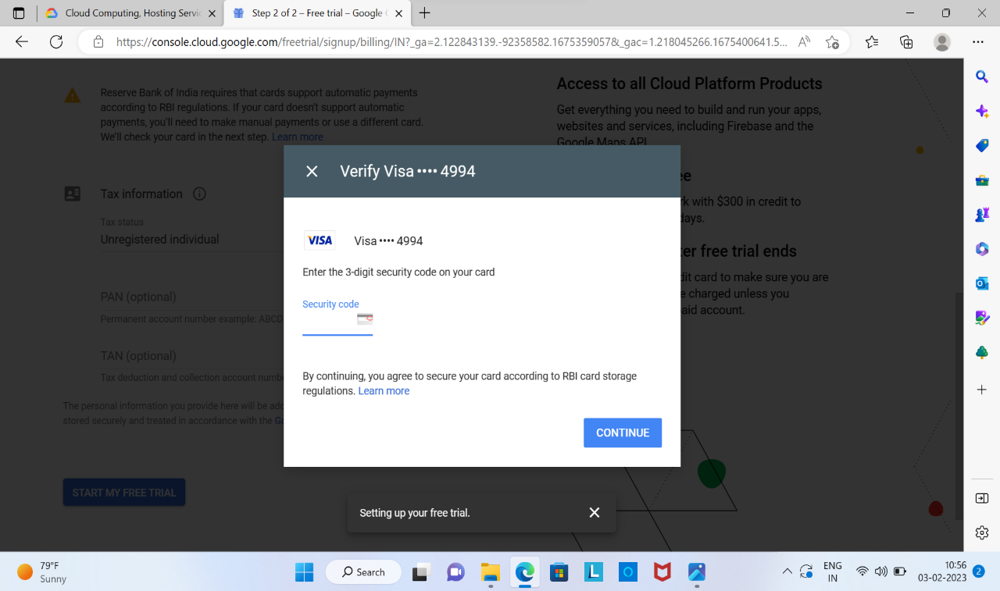 Cloud Computing, Hosting Servic
Step 2 of 2 – Free trial – Google C
https://console.cloud.google.com/freetrial/signup/billing/IN?_ga=2.122843139.-92358582.1675359057&_gac=1.218045266.1675400641.5...
Reserve Bank of India requires that cards support automatic payments
according to RBI regulations. If your card doesn't support automatic
payments, you'll need to make manual payments or use a different card.
We'll check your card in the next step. Learn more
Tax information
Tax status
Unregistered individual
PAN (optional)
Permanent account number example: ABCD
TAN (optional)
Tax deduction and collection account numbe
The personal information you provide here will be add
stored securely and treated in accordance with the Go
START MY FREE TRIAL
Access to all Cloud Platform Products
Get everything you need to build and run your apps,
websites and services, including Firebase and the
Google Maps API
ee
rk with $300 in credit to
days.
ter free trial ends
dit card to make sure you are
e charged unless you
aid account.
Verify Visa •••• 4994
VISA
Visa •••• 4994
Enter the 3-digit security code on your card
Security code
By continuing, you agree to secure your card according to RBI card storage
regulations. Learn more
CONTINUE
Setting up your free trial.
79°F
Sunny
Search
ENG
IN
10:56
03-02-2023
2